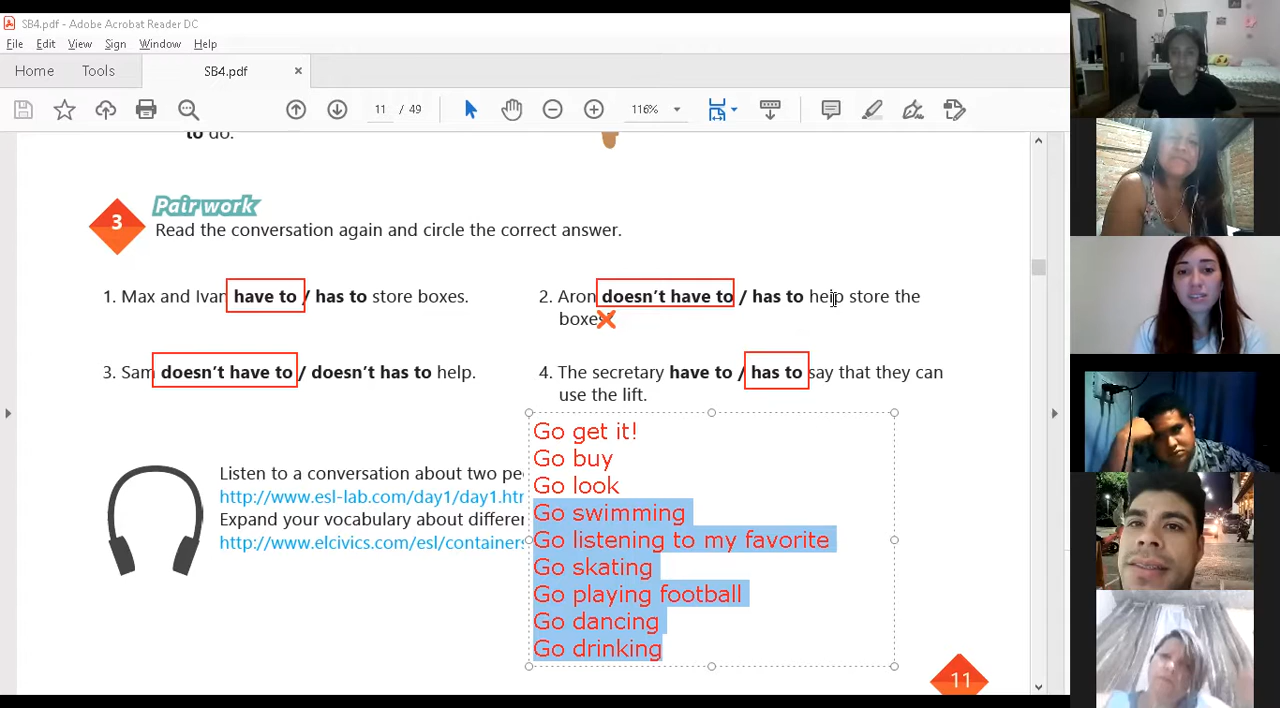 SB4.pdf - Adobe Acrobat Reader DC
File Edit View Sign Window Help
Home Tools SB4.pdf ×
11 / 49 116%
to do.
3 Pair work
Read the conversation again and circle the correct answer.
1. Max and Ivan have to / has to store boxes.
2. Aron doesn't have to / has to help store the
boxes
3. Sam doesn't have to / doesn't has to help.
4. The secretary have to / has to say that they can
use the lift.
Listen to a conversation about two
http://www.esl-lab.com/day1/day1.htm
Expand your vocabulary about
http://www.elcivics.com/esl/containers
Go get it!
Go buy
Go look
Go swimming
Go listening to my favorite
Go skating
Go playing football
Go dancing
Go drinking
11